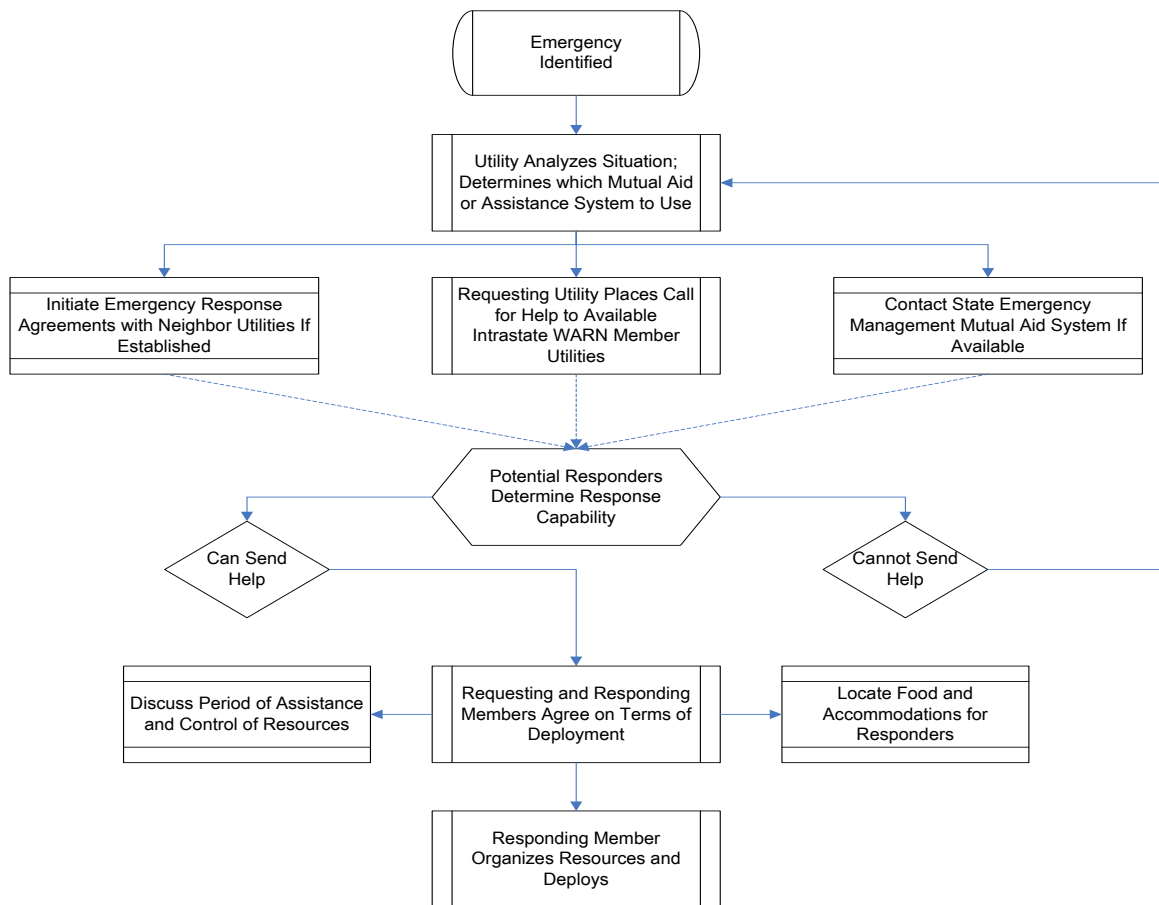 Emergency
Identified
Utility Analyzes Situation;
Determines which Mutual Aid
or Assistance System to Use
Initiate Emergency Response
Agreements with Neighbor Utilities If
Established
Requesting Utility Places Call
for Help to Available
Intrastate WARN Member
Utilities
Contact State Emergency
Management Mutual Aid System If
Available
Potential Responders
Determine Response
Capability
Can Send
Help
Cannot Send
Help
Discuss Period of Assistance
and Control of Resources
Requesting and Responding
Members Agree on Terms of
Deployment
Locate Food and
Accommodations for
Responders
Responding Member
Organizes Resources and
Deploys